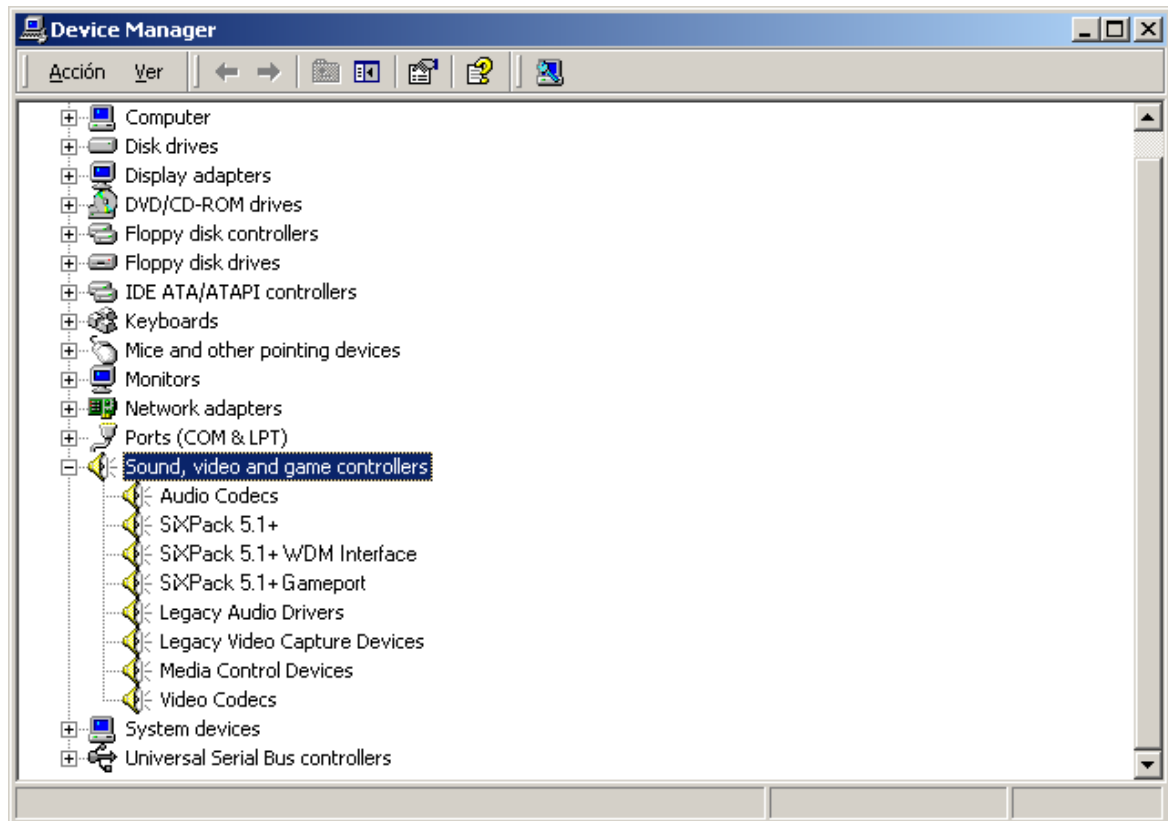 Device Manager
Acción Ver
Computer
Disk drives
Display adapters
DVD/CD-ROM drives
Floppy disk controllers
Floppy disk drives
IDE ATA/ATAPI controllers
Keyboards
Mice and other pointing devices
Monitors
Network adapters
Ports (COM & LPT)
Sound, video and game controllers
Audio Codecs
SiXPack 5.1+
SiXPack 5.1+ WDM Interface
SiXPack 5.1+ Gameport
Legacy Audio Drivers
Legacy Video Capture Devices
Media Control Devices
Video Codecs
System devices
Universal Serial Bus controllers